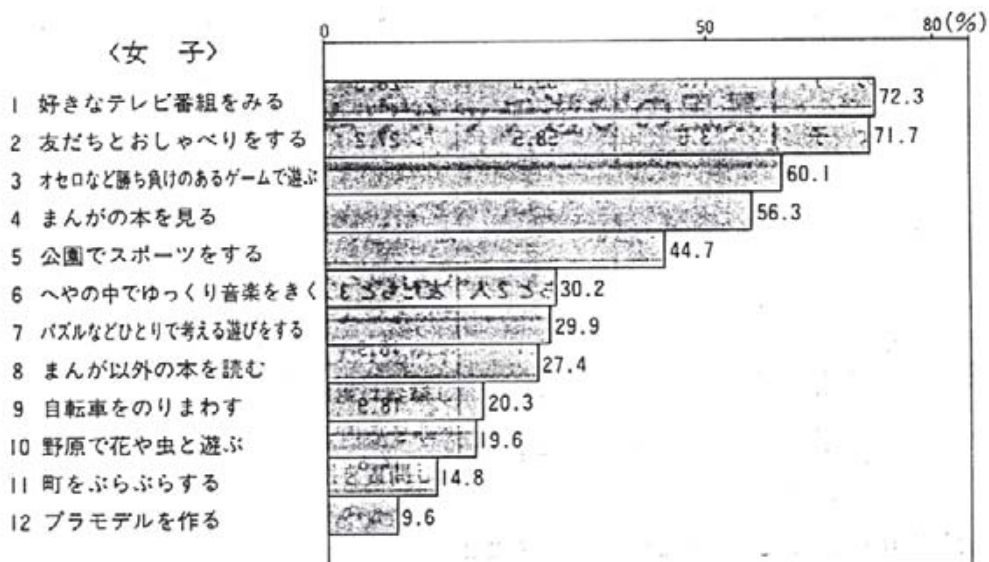 0 50 80(%)
〈女 子〉
1 好きなテレビ番組をみる 72.3
2 友だちとおしゃべりをする 71.7
3 オセロなど勝ち負けのあるゲームで遊ぶ 60.1
4 まんがの本を見る 56.3
5 公園でスポーツをする 44.7
6 へやの中でゆっくり音楽をきく 30.2
7 パズルなどひとりで考える遊びをする 29.9
8 まんが以外の本を読む 27.4
9 自転車をのりまわす 20.3
10 野原で花や虫と遊ぶ 19.6
11 町をぶらぶらする 14.8
12 プラモデルを作る 9.6